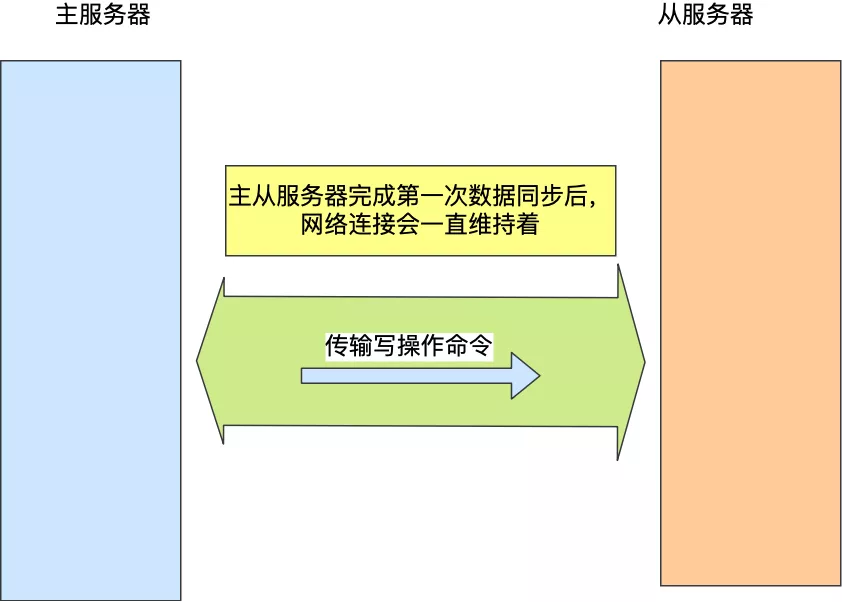 主服务器
从服务器
主从服务器完成第一次数据同步后，
网络连接会一直维持着
传输写操作命令